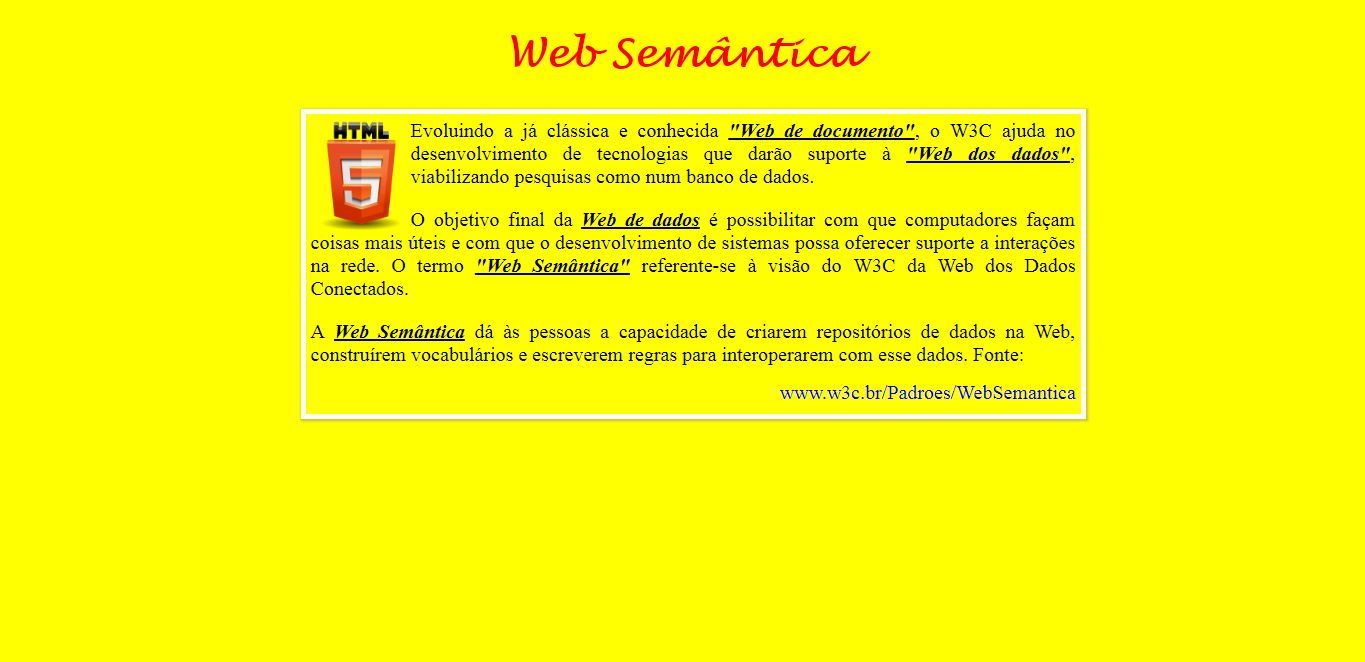 Web Semântica
HTML
5
Evoluindo a já clássica e conhecida "Web de documento", o W3C ajuda no
desenvolvimento de tecnologias que darão suporte à "Web dos dados",
viabilizando pesquisas como num banco de dados.
O objetivo final da Web de dados é possibilitar com que computadores façam
coisas mais úteis e com que o desenvolvimento de sistemas possa oferecer suporte a interações
na rede. O termo "Web Semântica" referente-se à visão do W3C da Web dos Dados
Conectados.
A Web Semântica dá às pessoas a capacidade de criarem repositórios de dados na Web,
construírem vocabulários e escreverem regras para interoperarem com esse dados. Fonte:
www.w3c.br/Padroes/WebSemantica